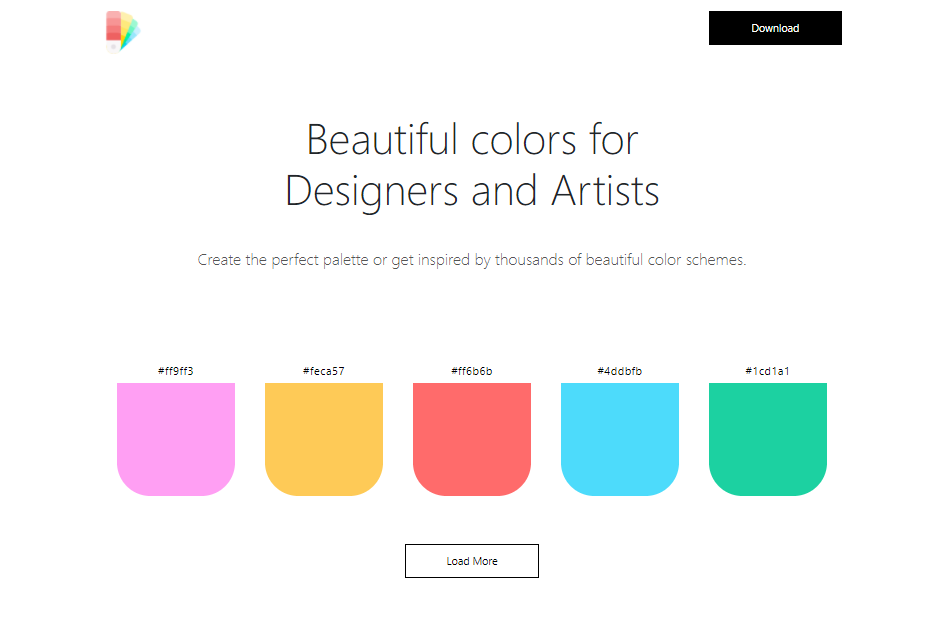 Download
Beautiful colors for
Designers and Artists
Create the perfect palette or get inspired by thousands of beautiful color schemes.
#ff9ff3
#feca57
#ff6b6b
#4ddbfb
#1cd1a1
Load More